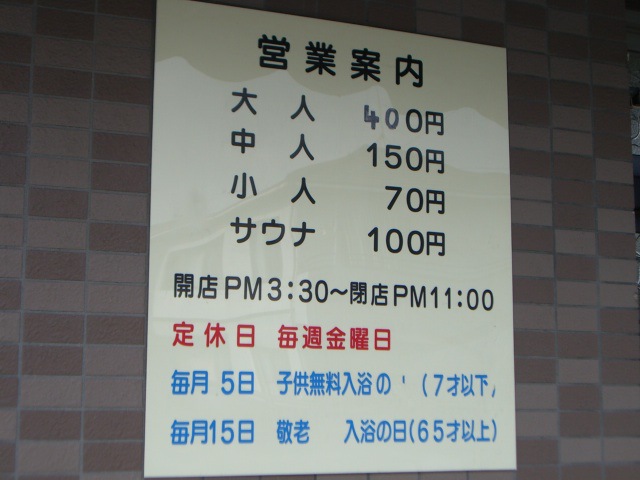 営業案内
大人 400円
中人 150円
小人 70円
サウナ 100円
開店PM3:30～閉店PM11:00
定休日 毎週金曜日
毎月5日 子供無料入浴の (7才以下
毎月15日 敬老 入浴の日(65才以上)